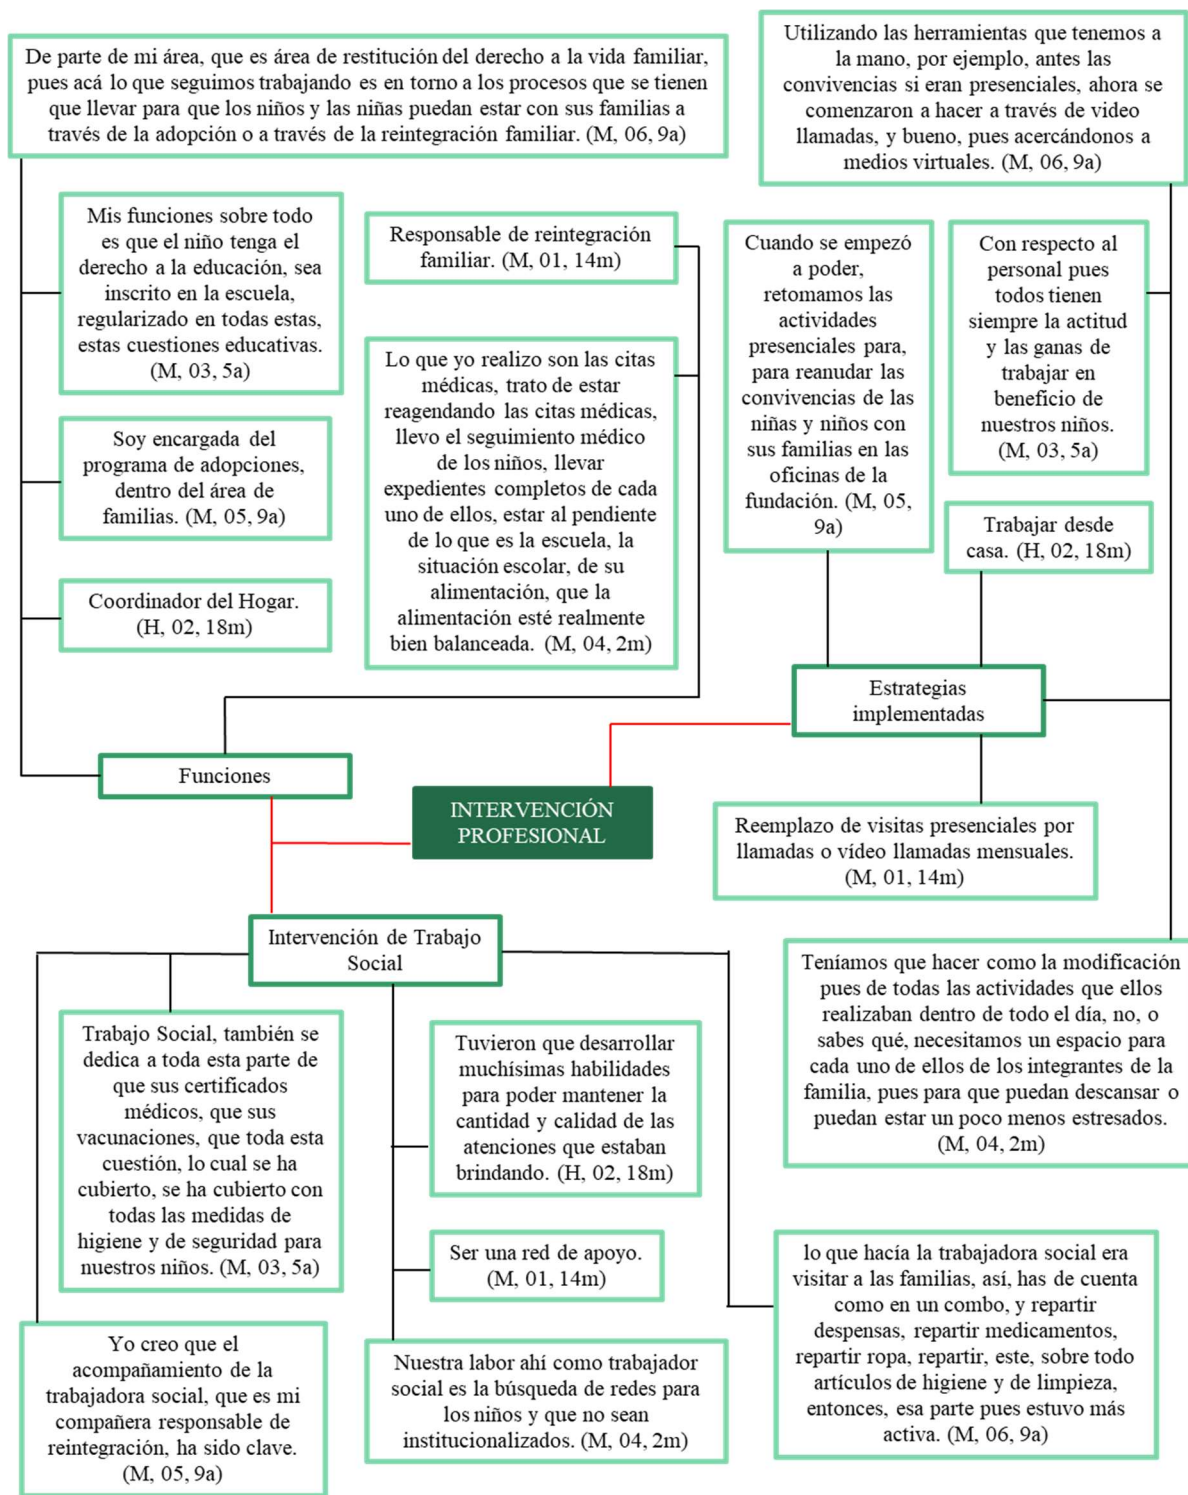 De parte de mi área, que es área de restitución del derecho a la vida familiar,
pues acá lo que seguimos trabajando es en torno a los procesos que se tienen
que llevar para que los niños y las niñas puedan estar con sus familias a
través de la adopción o a través de la reintegración familiar. (M, 06, 9a)
Utilizando las herramientas que tenemos a
la mano, por ejemplo, antes las
convivencias si eran presenciales, ahora se
comenzaron a hacer a través de video
llamadas, y bueno, pues acercándonos a
medios virtuales. (M, 06, 9a)
Mis funciones sobre todo
es que el niño tenga el
derecho a la educación, sea
inscrito en la escuela,
regularizado en todas estas,
estas cuestiones educativas.
(M, 03, 5a)
Responsable de reintegración
familiar. (M, 01, 14m)
Cuando se empezó
a poder,
retomamos las
actividades
presenciales para,
para reanudar las
convivencias de las
niñas y niños con
sus familias en las
oficinas de la
fundación. (M, 05,
9a)
Con respecto al
personal pues
todos tienen
siempre la actitud
y las ganas de
trabajar en
beneficio de
nuestros niños.
(M, 03, 5a)
Lo que yo realizo son las citas
médicas, trato de estar
reagendando las citas médicas,
llevo el seguimiento médico
de los niños, llevar
expedientes completos de cada
uno de ellos, estar al pendiente
de lo que es la escuela, la
situación escolar, de su
alimentación, que la
alimentación esté realmente
bien balanceada. (M, 04, 2m)
Soy encargada del
programa de adopciones,
dentro del área de
familias. (M, 05, 9a)
Trabajar desde
casa. (H, 02, 18m)
Coordinador del Hogar.
(H, 02, 18m)
Estrategias
implementadas
Funciones
INTERVENCIÓN
PROFESIONAL
Reemplazo de visitas presenciales por
llamadas o vídeo llamadas mensuales.
(M, 01, 14m)
Intervención de Trabajo
Social
Teníamos que hacer como la modificación
pues de todas las actividades que ellos
realizaban dentro de todo el día, no, o
sabes qué, necesitamos un espacio para
cada uno de ellos de los integrantes de la
familia, pues para que puedan descansar o
puedan estar un poco menos estresados.
(M, 04, 2m)
Trabajo Social, también se
dedica a toda esta parte de
que sus certificados
médicos, que sus
vacunaciones, que toda esta
cuestión, lo cual se ha
cubierto, se ha cubierto con
todas las medidas de
higiene y de seguridad para
nuestros niños. (M, 03, 5a)
Tuvieron que desarrollar
muchísimas habilidades
para poder mantener la
cantidad y calidad de las
atenciones que estaban
brindando. (H, 02, 18m)
Ser una red de apoyo.
(M, 01, 14m)
lo que hacía la trabajadora social era
visitar a las familias, así, has de cuenta
como en un combo, y repartir
despensas, repartir medicamentos,
repartir ropa, repartir, este, sobre todo
artículos de higiene y de limpieza,
entonces, esa parte pues estuvo más
activa. (M, 06, 9a)
Yo creo que el
acompañamiento de la
trabajadora social, que es mi
compañera responsable de
reintegración, ha sido clave.
(M, 05, 9a)
Nuestra labor ahí como trabajador
social es la búsqueda de redes para
los niños y que no sean
institucionalizados. (M, 04, 2m)